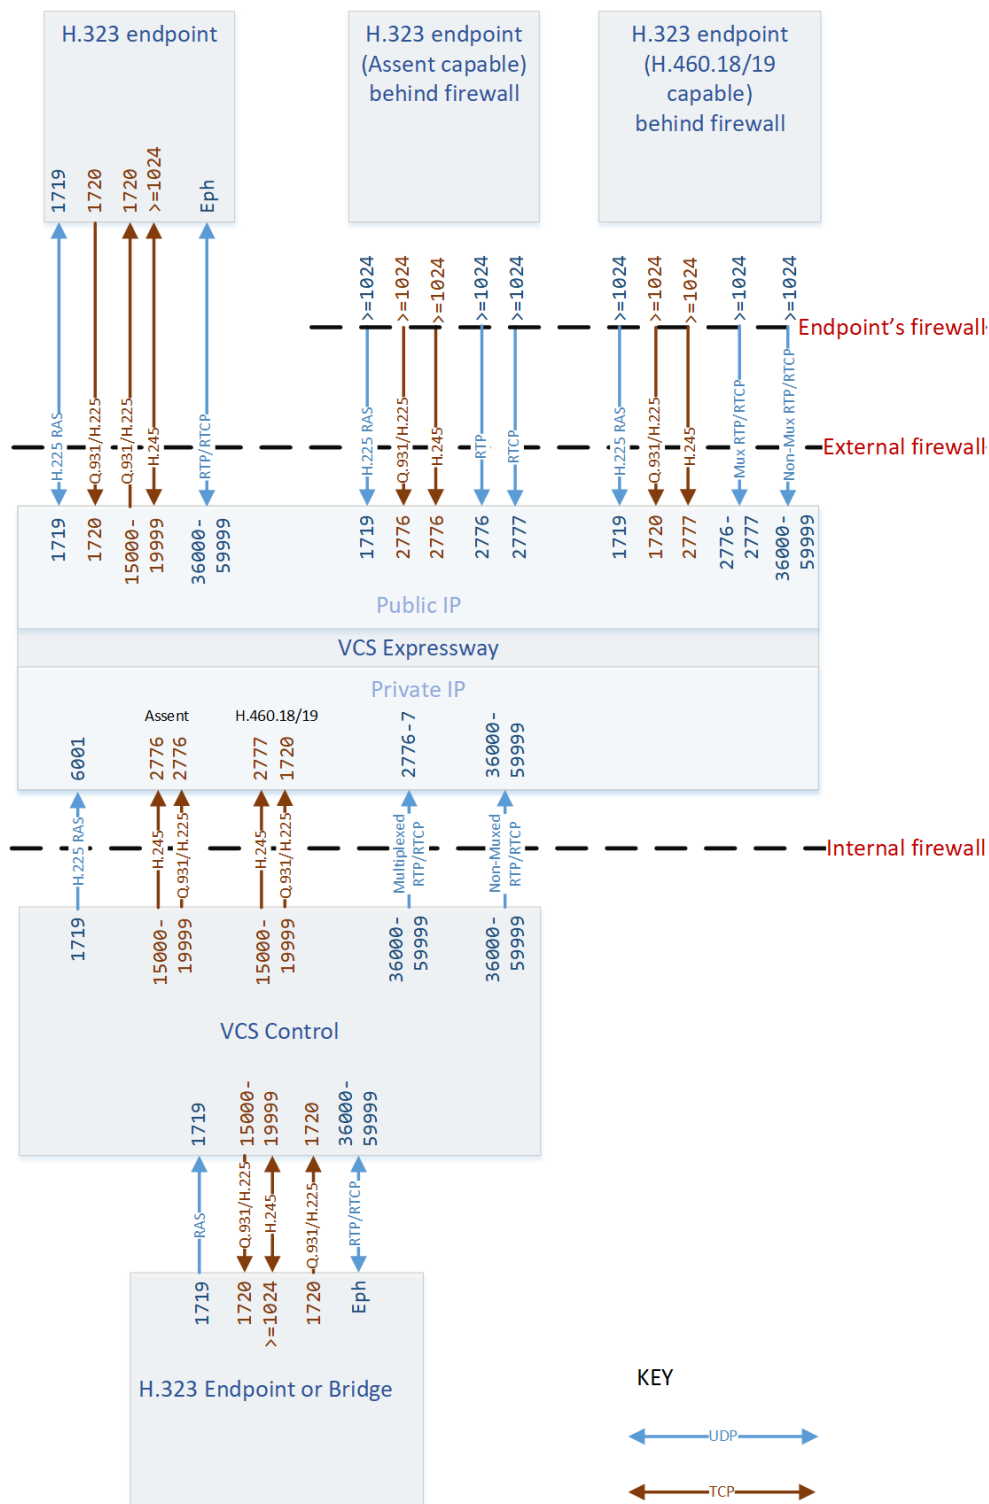 H.323 endpoint
H.323 endpoint
(Assent capable)
behind firewall
H.323 endpoint
(H.460.18/19
capable)
behind firewall
1719
1720
1720
>=1024
Eph
>=1024
>=1024
>=1024
>=1024
>=1024
>=1024
>=1024
>=1024
>=1024
>=1024
Endpoint's firewall
H.225 RAS
Q.931/H.225
Q.931/H.225
H.245
RTP/RTCP
H.225 RAS
Q.931/H.225
H.245
RTP
RTCP
H.225 RAS
Q.931/H.225
H.245
Mux RTP/RTCP
Non-Mux RTP/RTCP
External firewall
1719
1720
15000-
19999
36000-
59999
1719
2776
2776
2776
2777
1719
1720
2777
2776-
2777
36000-
59999
Public IP
VCS Expressway
Private IP
Assent
H.460.18/19
6001
2776
2776
2777
1720
2776-7
36000-
59999
H.225 RAS
H.245
Q.931/H.225
H.245
Q.931/H.225
Multiplexed
RTP/RTCP
Non-Muxed
RTP/RTCP
Internal firewall
1719
15000-
19999
15000-
19999
36000-
59999
36000-
59999
VCS Control
1719
15000-
19999
1720
36000-
59999
RAS
Q.931/H.225
H.245
Q.931/H.225
RTP/RTCP
1719
1720
>=1024
1720
Eph
H.323 Endpoint or Bridge
KEY
UDP
TCP